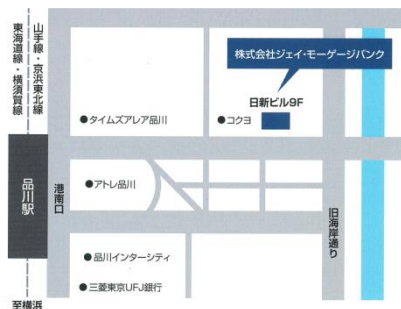 東海道線・横須賀線
山手線・京浜東北線
株式会社ジェイ・モーゲージバンク
日新ビル9F
●タイムズアレア品川
●コクヨ
品川駅
港南口
●アトレ品川
旧海岸通り
●品川インターシティ
●三菱東京UFJ銀行
至横浜